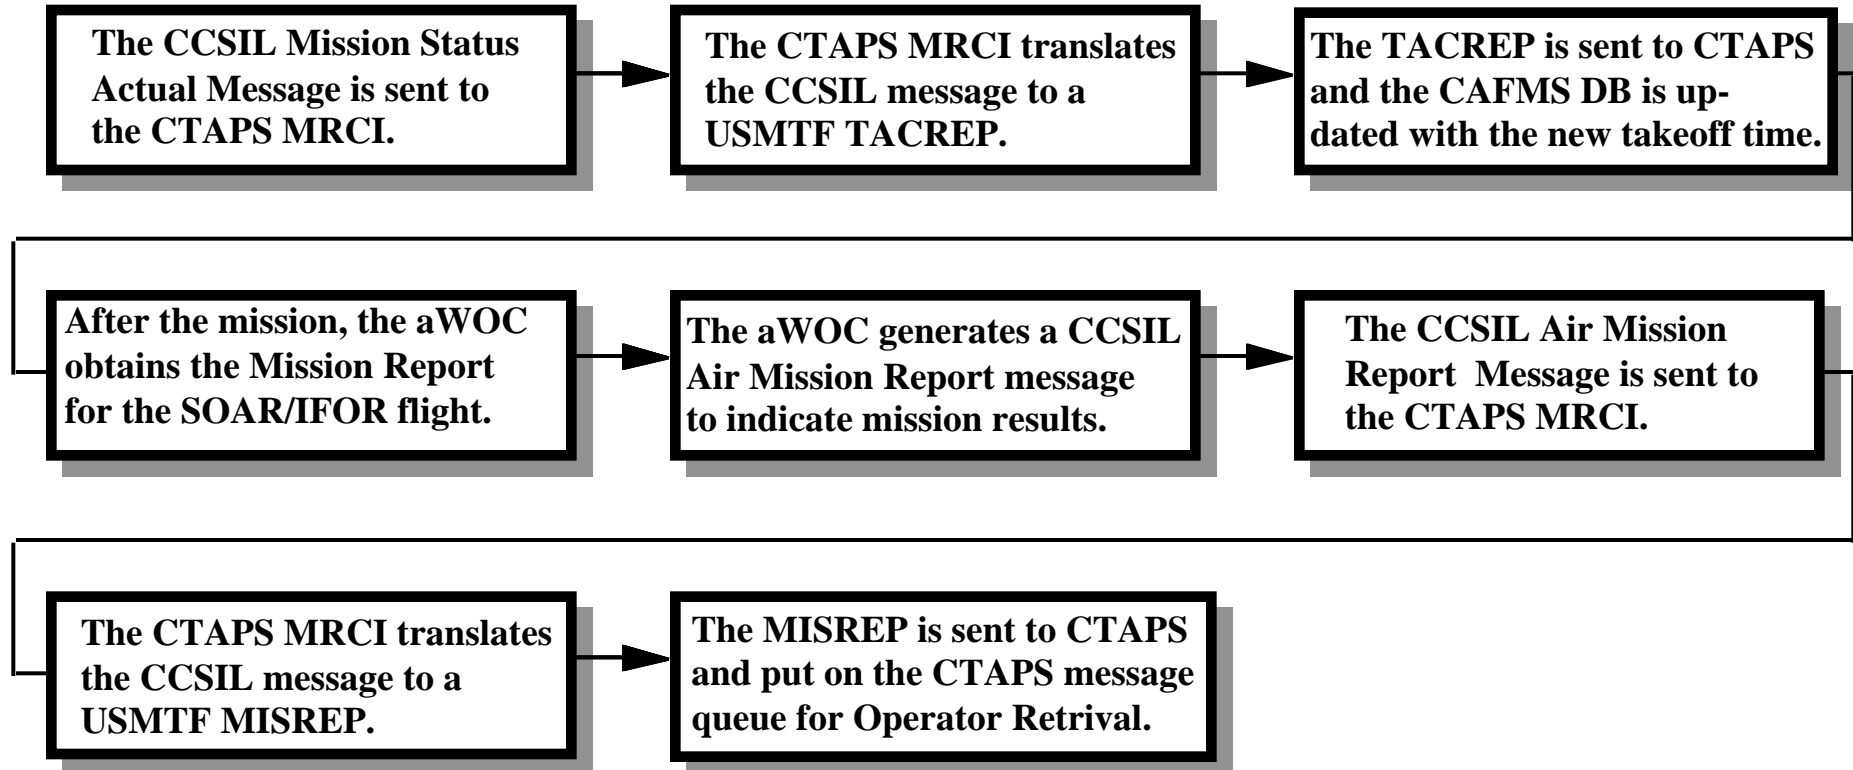 The CCSIL Mission Status
Actual Message is sent to
the CTAPS MRCI.
The CTAPS MRCI translates
the CCSIL message to a
USMTF TACREP.
The TACREP is sent to CTAPS
and the CAFMS DB is up-
dated with the new takeoff time.
After the mission, the aWOC
obtains the Mission Report
for the SOAR/IFOR flight.
The aWOC generates a CCSIL
Air Mission Report message
to indicate mission results.
The CCSIL Air Mission
Report  Message is sent to
the CTAPS MRCI.
The CTAPS MRCI translates
the CCSIL message to a
USMTF MISREP.
The MISREP is sent to CTAPS
and put on the CTAPS message
queue for Operator Retrival.